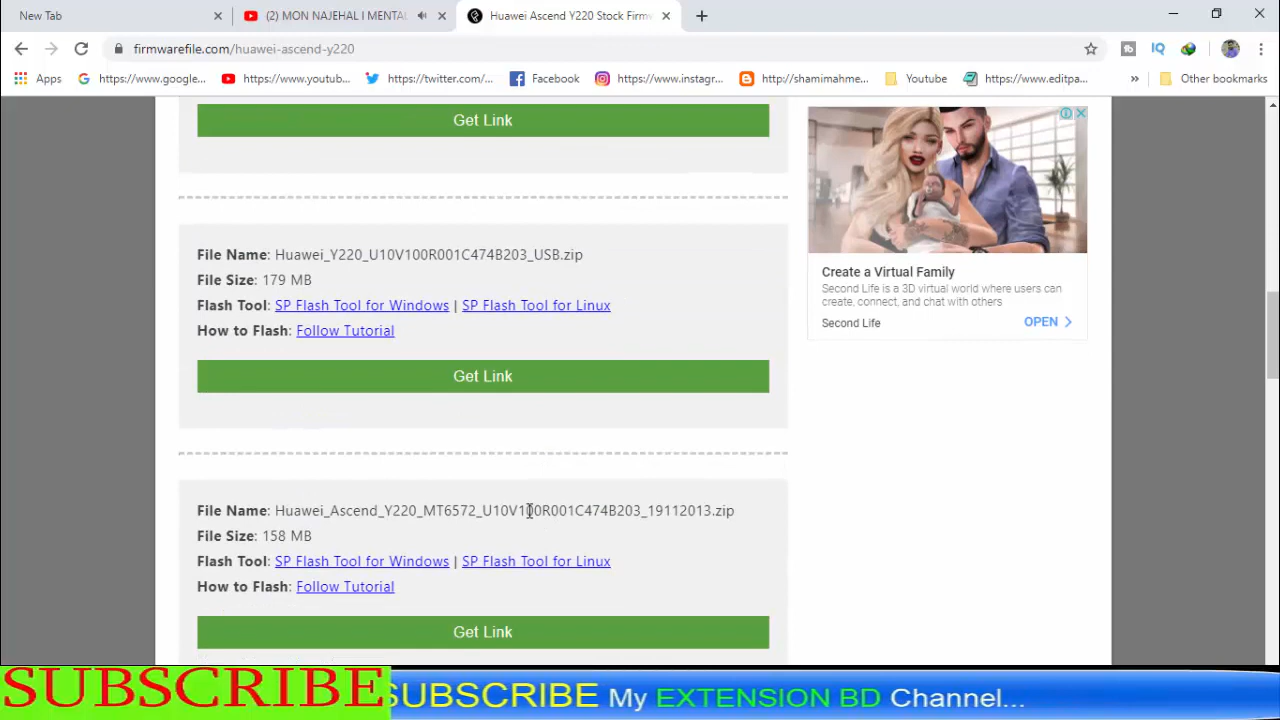 New Tab
(2) MON NAJEHAL I MENTAL
Huawei Ascend Y220 Stock Firmw
firmwarefile.com/huawei-ascend-y220
IQ
Apps
https://www.google...
https://www.youtub...
https://twitter.com/...
Facebook
https://www.instagr...
http://shamimahme...
Youtube
https://www.editpa...
»
Other bookmarks
Get Link
File Name: Huawei_Y220_U10V100R001C474B203_USB.zip
File Size: 179 MB
Flash Tool: SP Flash Tool for Windows | SP Flash Tool for Linux
How to Flash: Follow Tutorial
Get Link
File Name: Huawei_Ascend_Y220_MT6572_U10V100R001C474B203_19112013.zip
File Size: 158 MB
Flash Tool: SP Flash Tool for Windows | SP Flash Tool for Linux
How to Flash: Follow Tutorial
Get Link
Create a Virtual Family
Second Life is a 3D virtual world where users can
create, connect, and chat with others
Second Life
OPEN
SUBSCRIBE
SUBSCRIBE My EXTENSION BD Channel...